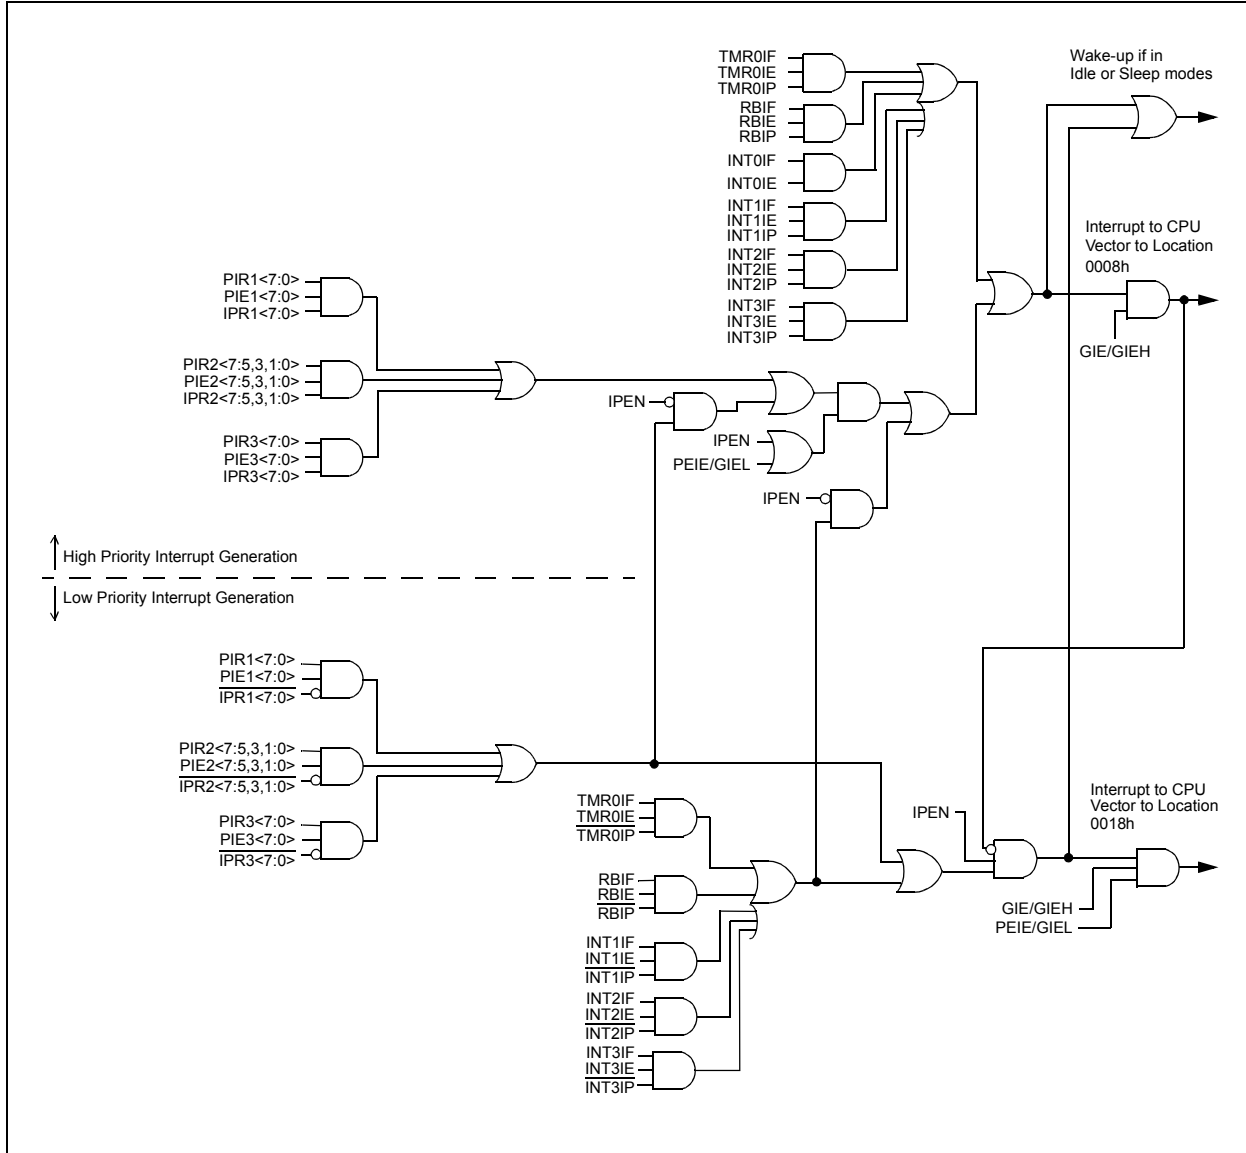 TMR0IF
TMR0IE
TMR0IP
RBIF
RBIE
RBIP
INT0IF
INT0IE
INT1IF
INT1IE
INT1IP
INT2IF
INT2IE
INT2IP
INT3IF
INT3IE
INT3IP
Wake-up if in
Idle or Sleep modes
Interrupt to CPU
Vector to Location
0008h
GIE/GIEH
PIR1<7:0>
PIE1<7:0>
IPR1<7:0>
PIR2<7:5,3,1:0>
PIE2<7:5,3,1:0>
IPR2<7:5,3,1:0>
PIR3<7:0>
PIE3<7:0>
IPR3<7:0>
IPEN
IPEN
PEIE/GIEL
IPEN
High Priority Interrupt Generation
Low Priority Interrupt Generation
PIR1<7:0>
PIE1<7:0>
IPR1<7:0>
PIR2<7:5,3,1:0>
PIE2<7:5,3,1:0>
IPR2<7:5,3,1:0>
PIR3<7:0>
PIE3<7:0>
IPR3<7:0>
TMR0IF
TMR0IE
TMR0IP
RBIF
RBIE
RBIP
INT1IF
INT1IE
INT1IP
INT2IF
INT2IE
INT2IP
INT3IF
INT3IE
INT3IP
IPEN
Interrupt to CPU
Vector to Location
0018h
GIE/GIEH
PEIE/GIEL